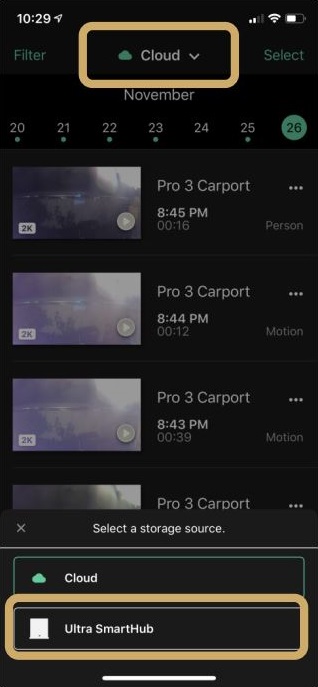 10:29
Filter Cloud Select
November
20 21 22 23 24 25 26
Pro 3 Carport
8:45 PM
00:16 Person
2K
Pro 3 Carport
8:44 PM
00:12 Motion
2K
Pro 3 Carport
8:43 PM
00:39 Motion
2K
Pro 3 Carport
Select a storage source.
Cloud
Ultra SmartHub